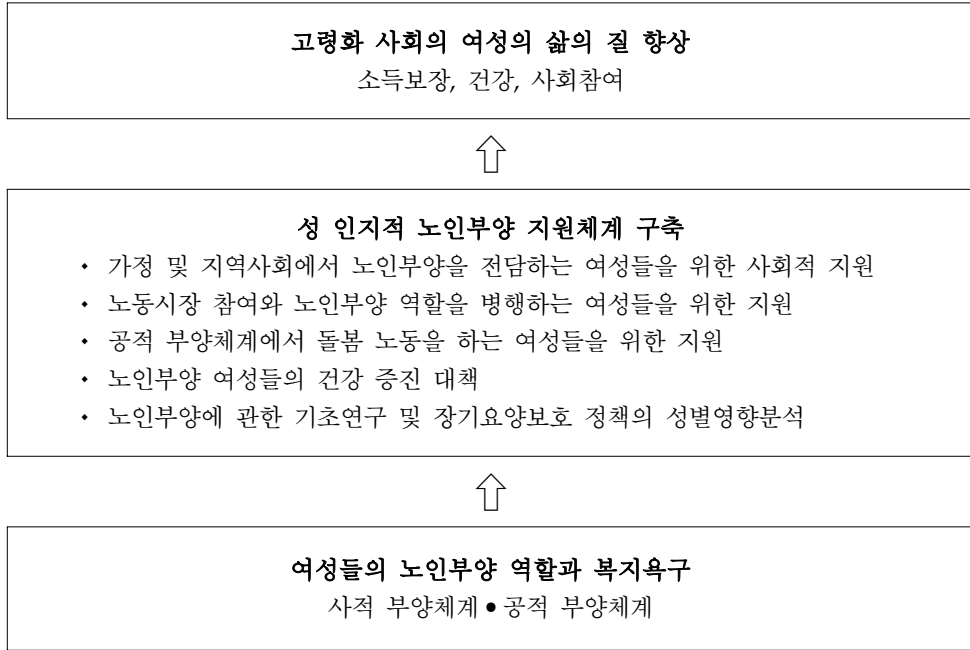 고령화 사회의 여성의 삶의 질 향상
소득보장, 건강, 사회참여
성 인지적 노인부양 지원체계 구축
• 가정 및 지역사회에서 노인부양을 전담하는 여성들을 위한 사회적 지원
• 노동시장 참여와 노인부양 역할을 병행하는 여성들을 위한 지원
• 공적 부양체계에서 돌봄 노동을 하는 여성들을 위한 지원
• 노인부양 여성들의 건강 증진 대책
• 노인부양에 관한 기초연구 및 장기요양보호 정책의 성별영향분석
여성들의 노인부양 역할과 복지욕구
사적 부양체계 ● 공적 부양체계